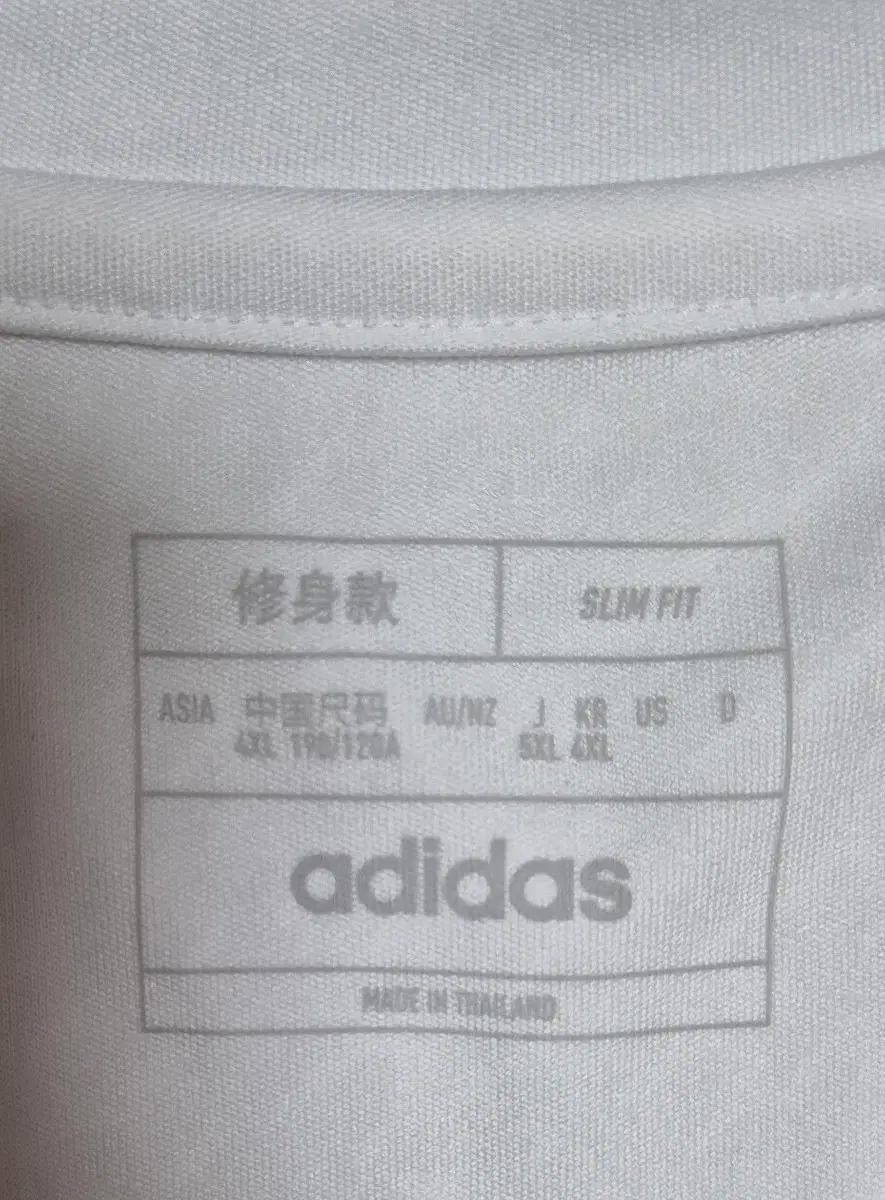 修身款 SLIM FIT
ASIA 中国尺码 AU/NZ J KR US D
4XL 190/120A 5XL 4XL
adidas
MADE IN THAILAND